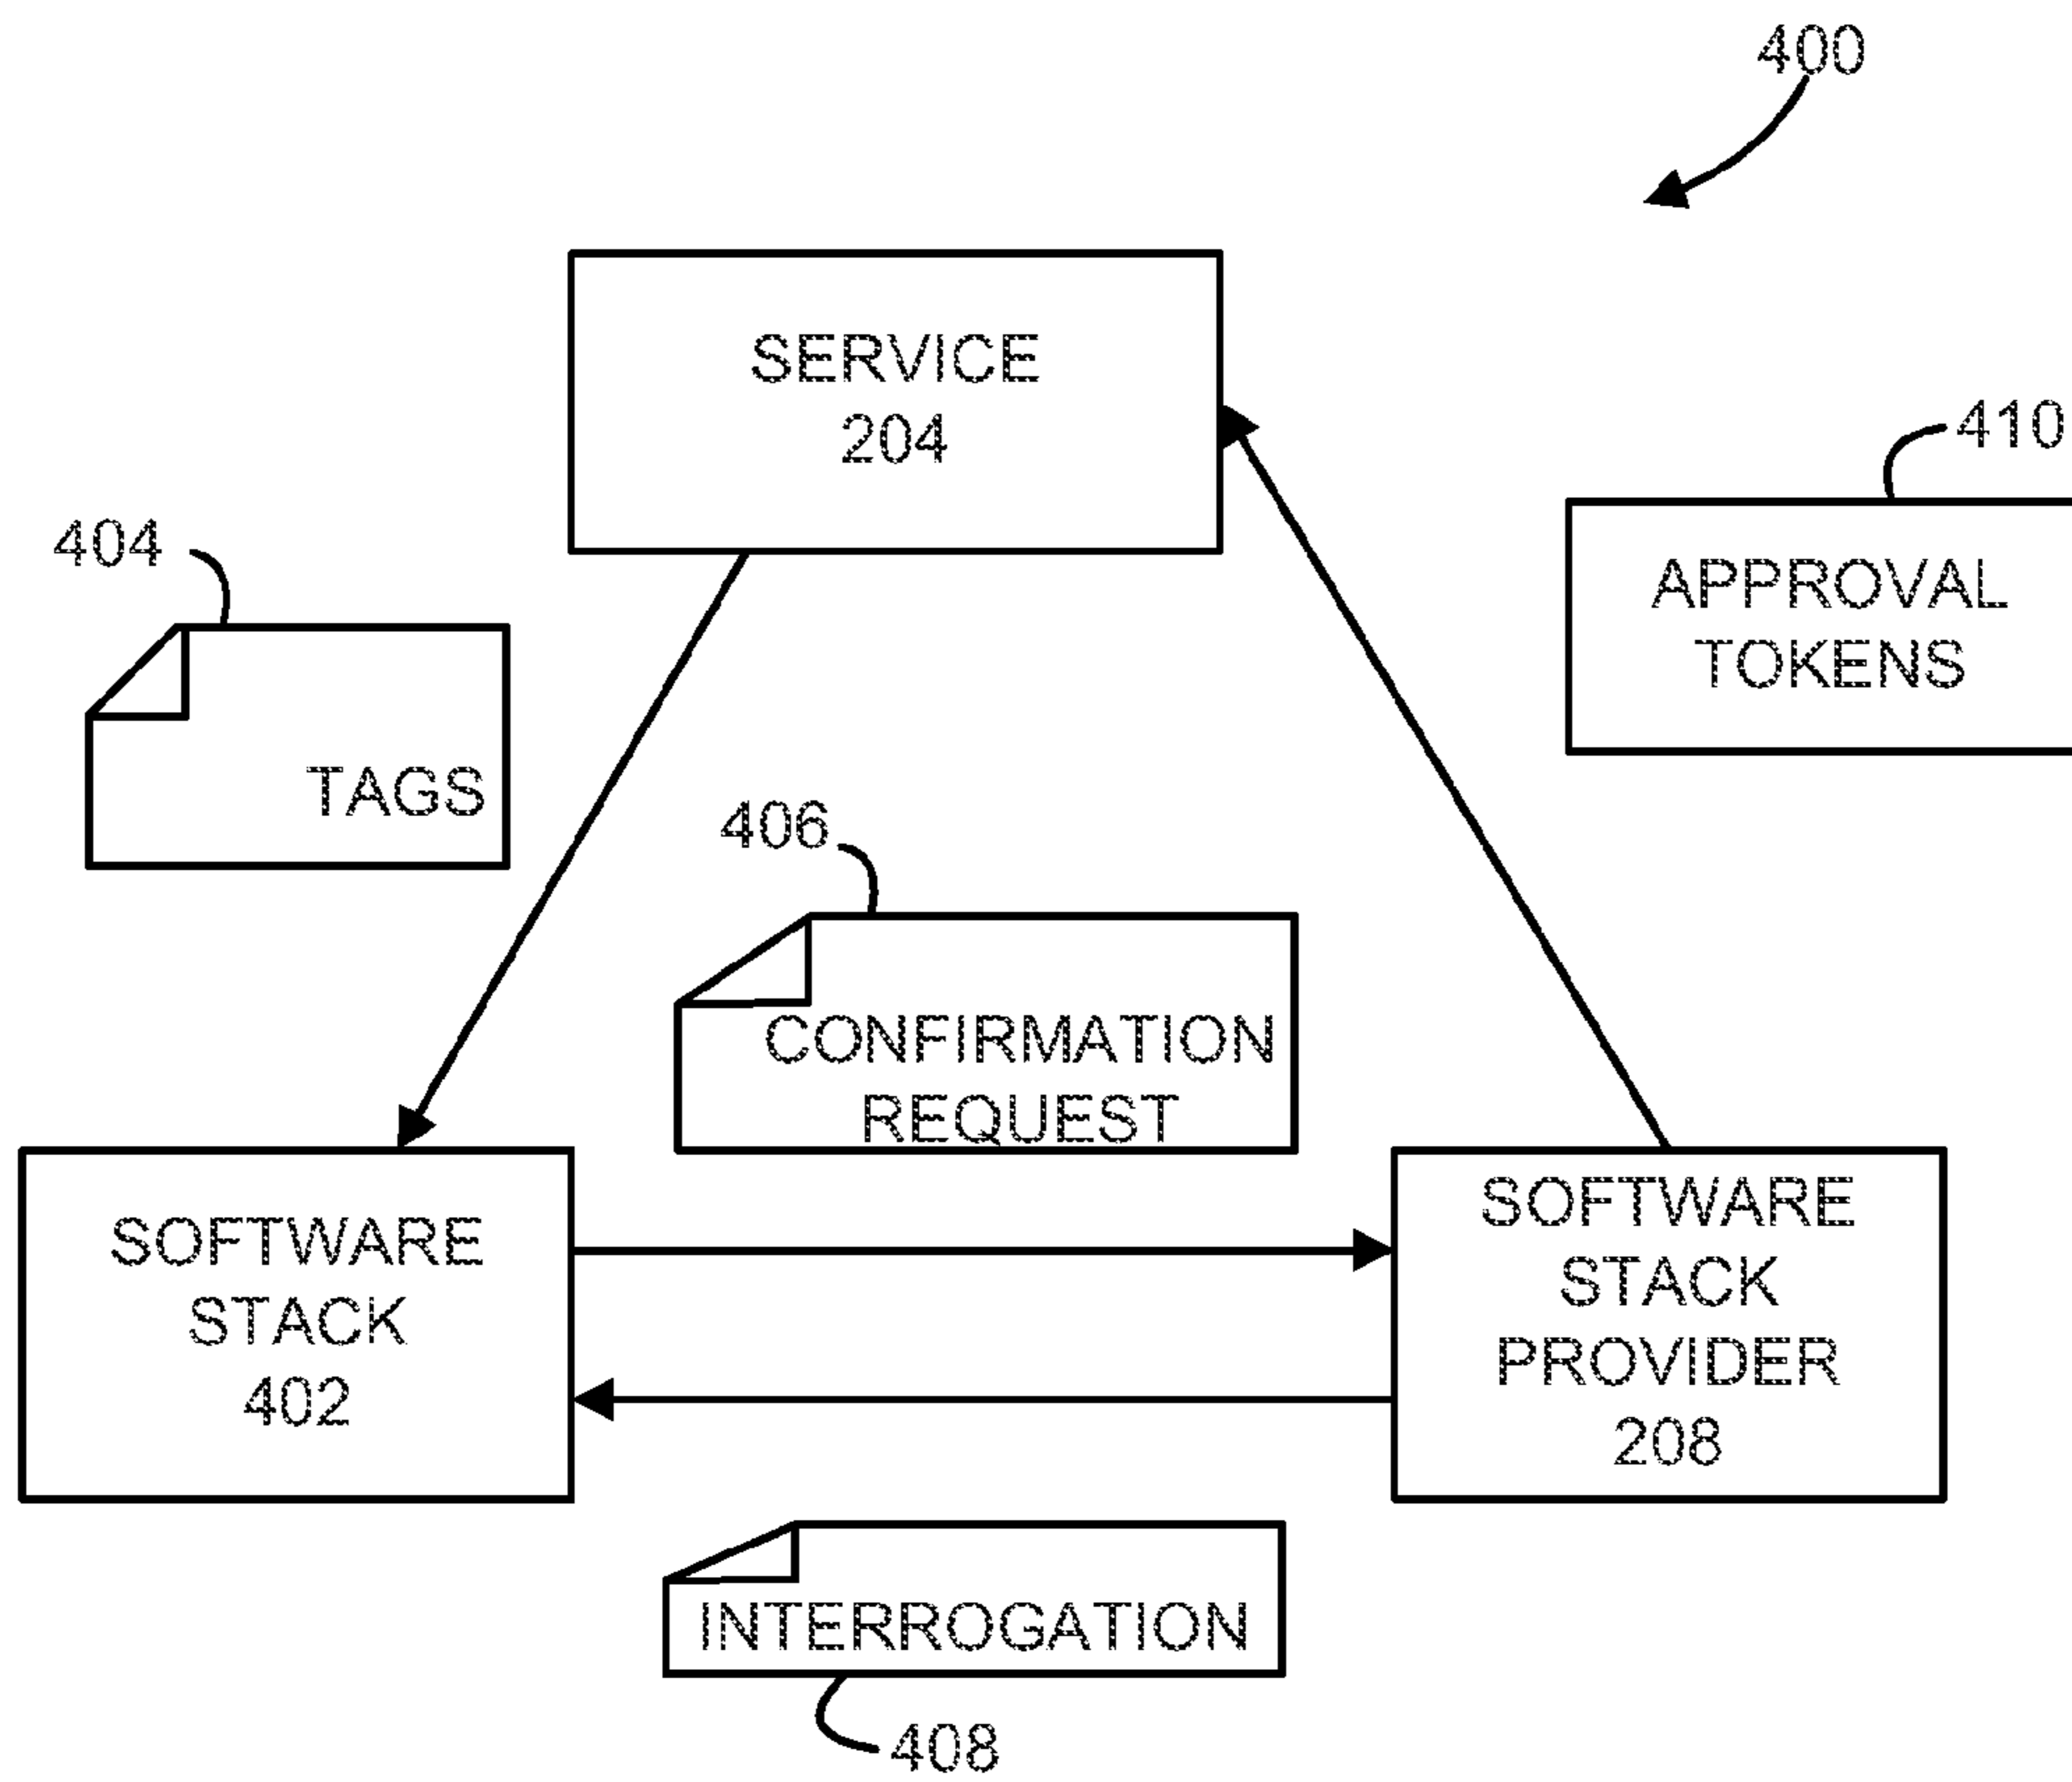 400
SERVICE
204
410
APPROVAL
TOKENS
404
TAGS
406
CONFIRMATION
REQUEST
SOFTWARE
STACK
402
SOFTWARE
STACK
PROVIDER
208
INTERROGATION
408